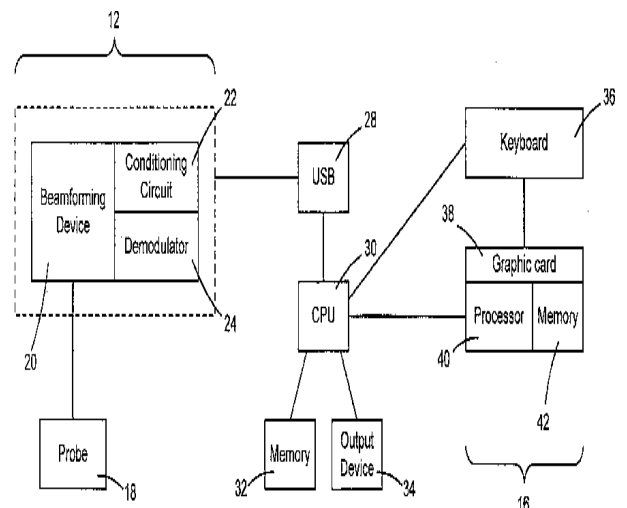 12
22
28
36
Conditioning
Circuit
Beamforming
Device
Demodulator
USB
Keyboard
38
30
Graphic card
24
20
CPU
Processor
Memory
40
42
Probe
18
Memory
32
Output
Device
34
16